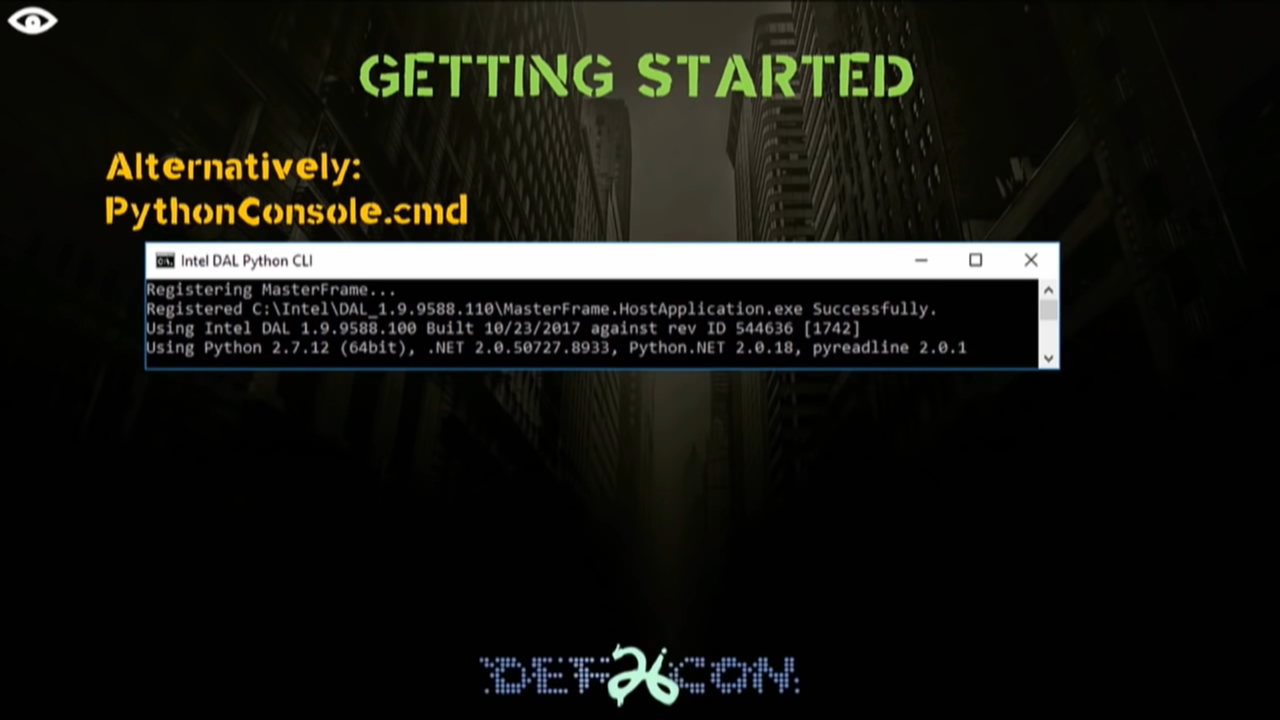 GETTING STARTED
Alternatively:
PythonConsole.cmd
Intel DAL Python CLI
Registering MasterFrame...
Registered C:\Intel\DAL_1.9.9588.110\MasterFrame.HostApplication.exe Successfully.
Using Intel DAL 1.9.9588.100 Built 10/23/2017 against rev ID 544636 [1742]
Using Python 2.7.12 (64bit), .NET 2.0.50727.8933, Python.NET 2.0.18, pyreadline 2.0.1
DEF 26 CON